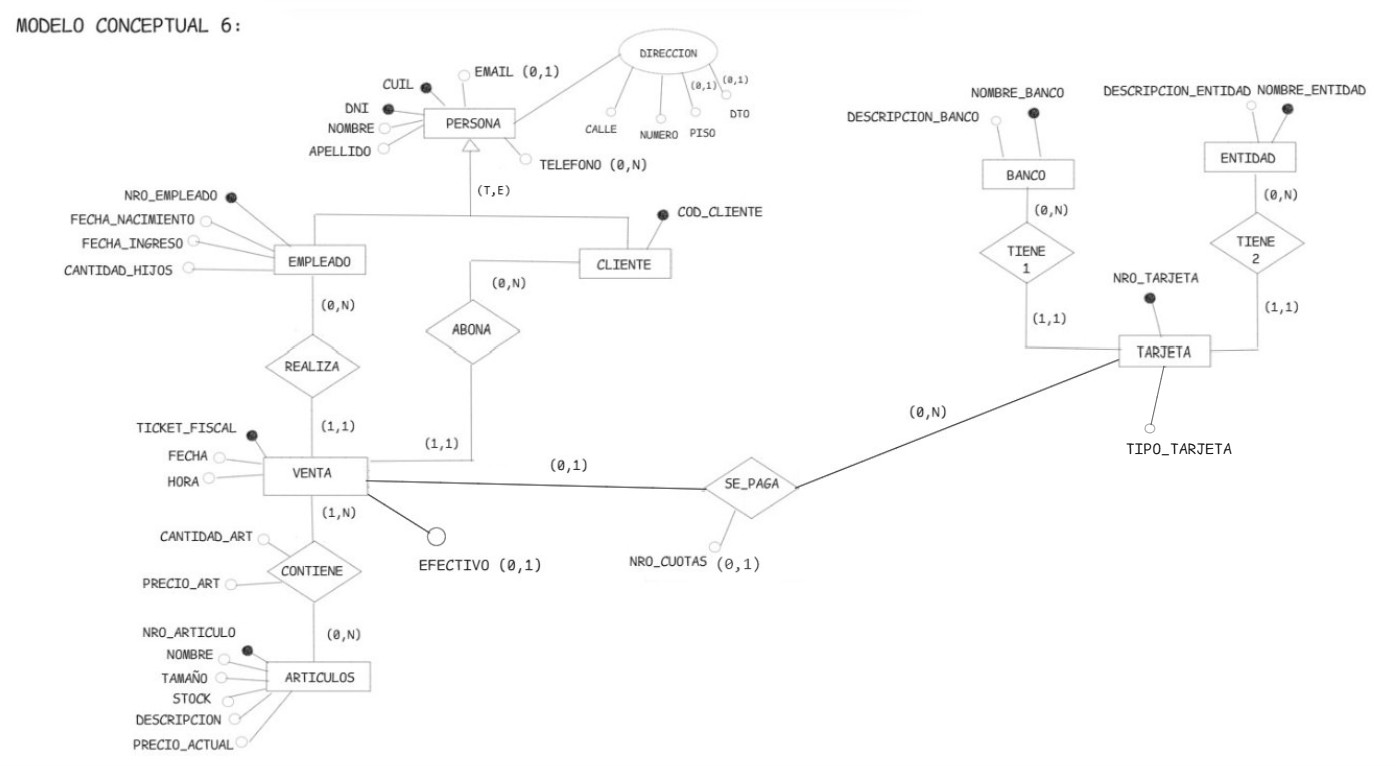 MODELO CONCEPTUAL 6:
DIRECCION
CALLE
NUMERO
(0,1)
PISO
(0,1)
DTO
EMAIL (0,1)
CUIL
DNI
NOMBRE
APELLIDO
PERSONA
TELEFONO (0,N)
(T,E)
NRO_EMPLEADO
FECHA_NACIMIENTO
FECHA_INGRESO
CANTIDAD_HIJOS
EMPLEADO
COD_CLIENTE
CLIENTE
(0,N)
ABONA
(1,1)
(0,N)
REALIZA
(1,1)
TICKET_FISCAL
FECHA
HORA
VENTA
(1,N)
EFECTIVO (0,1)
CANTIDAD_ART
PRECIO_ART
CONTIENE
(0,N)
NRO_ARTICULO
NOMBRE
TAMAÑO
STOCK
DESCRIPCION
PRECIO_ACTUAL
ARTICULOS
(0,1)
SE_PAGA
NRO_CUOTAS (0,1)
(0,N)
NOMBRE_BANCO
DESCRIPCION_BANCO
BANCO
(0,N)
TIENE
1
(1,1)
DESCRIPCION_ENTIDAD
NOMBRE_ENTIDAD
ENTIDAD
(0,N)
TIENE
2
(1,1)
NRO_TARJETA
TARJETA
TIPO_TARJETA